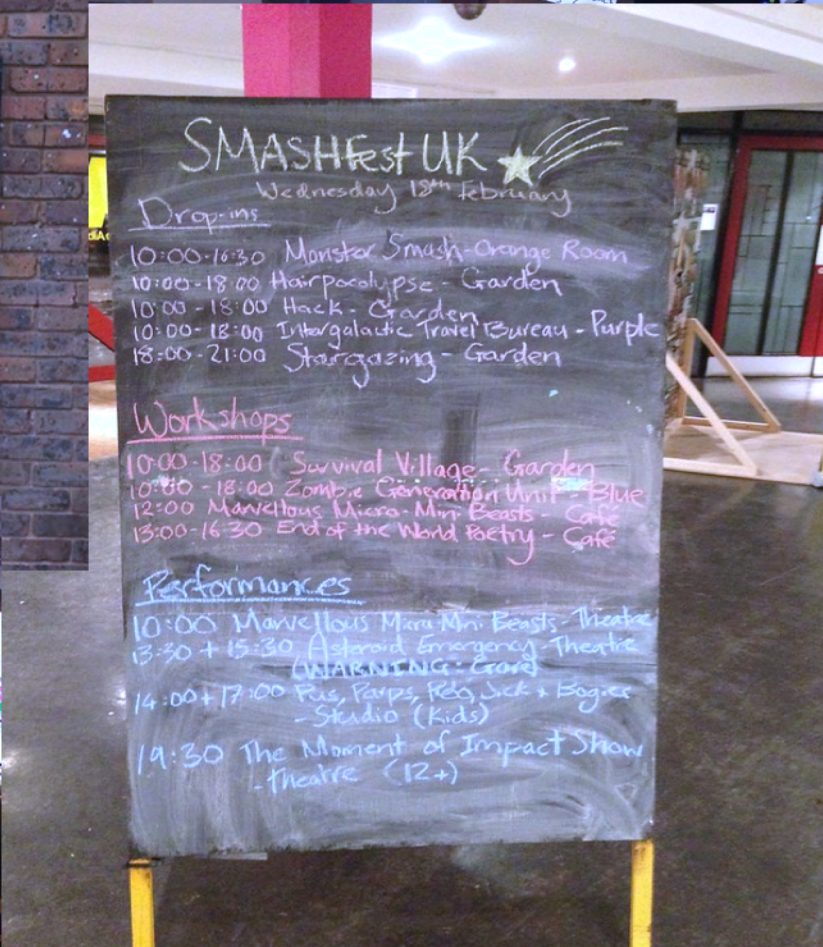 SMASHFest UK
Wednesday 18th February
Drop-ins
10:00-16:30 Monster Smash-Orange Room
10:00-18:00 Hairpocolypse - Garden
10:00 - 18:00 Hack - Garden
10:00- 18:00 Intergalactic Travel Bureau - Purple
18:00-21:00 Stargazing - Garden
Workshops
10:00-18:00 Survival Village- Garden
10:00 - 18:00 Zombie Generation Unit - Blue
12:00 Marvellous Micro-Mini Beasts - Café
13:00-16:30 End of the World Poetry - Café
Performances
10:00 Marvellous Micro Mini Beasts - Theatre
13:30 + 15:30 Asteroid Emergency - Theatre
(WARNING: Gore)
14:00+17:00 Pus, Parps, Pee, Sick + Bogies
- Studio (Kids)
19:30 The Moment of Impact Show
- theatre (12+)